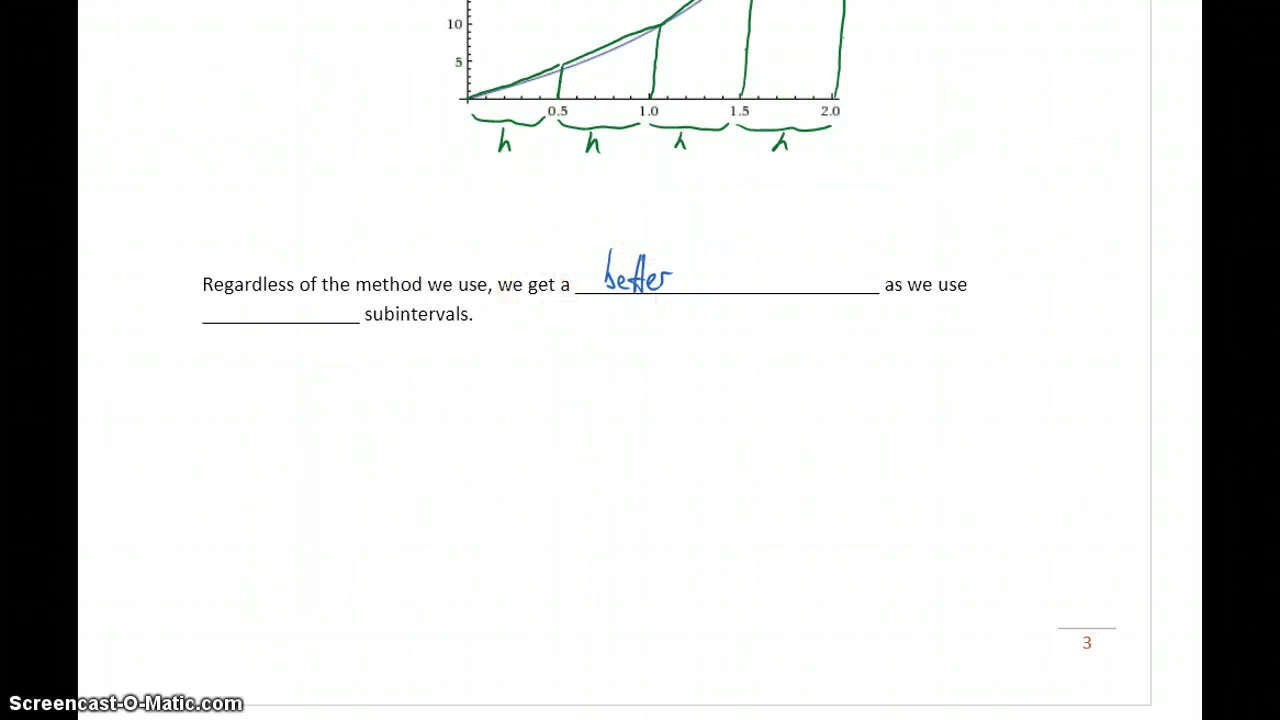 10
5
0.5 1.0 1.5 2.0
h h h h
Regardless of the method we use, we get a better as we use
subintervals.
3
Screencast-O-Matic.com